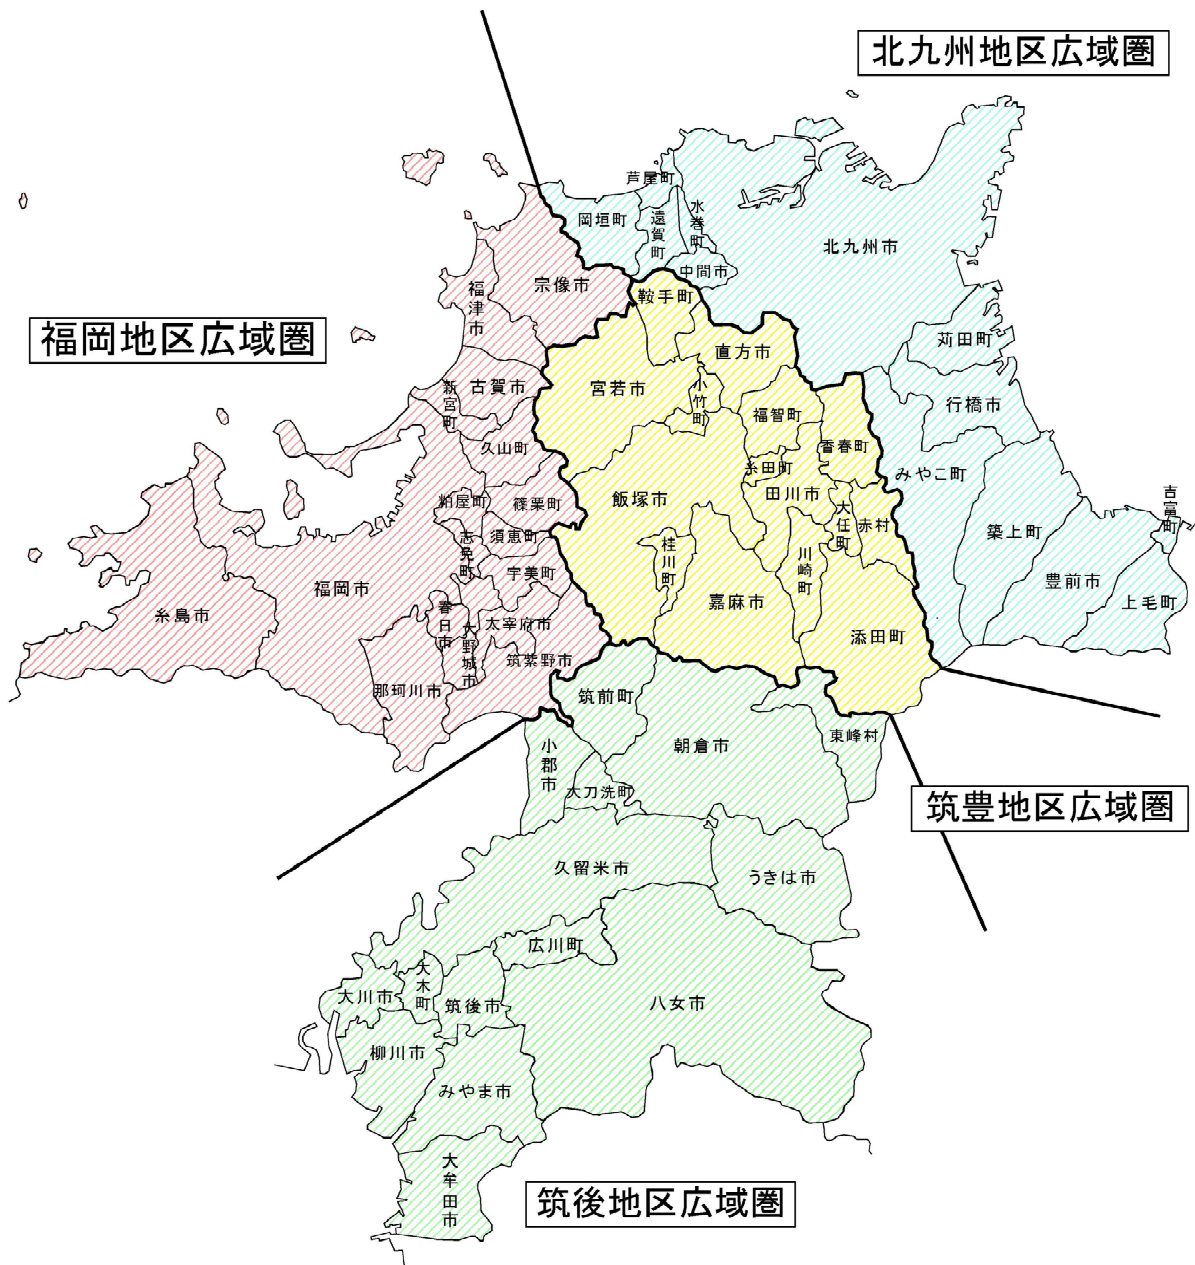 北九州地区広域圏
芦屋町
岡垣町
遠賀町
水巻町
北九州市
中間市
宗像市
福津市
鞍手町
福岡地区広域圏
苅田町
直方市
新宮町
古賀市
宮若市
小竹町
福智町
行橋市
久山町
香春町
みやこ町
糸田町
粕屋町
篠栗町
飯塚市
田川市
大任町
赤村
吉富町
志免町
須恵町
築上町
桂川町
川崎町
宇美町
福岡市
豊前市
嘉麻市
上毛町
糸島市
春日市
大野城市
太宰府市
添田町
筑紫野市
那珂川市
筑前町
東峰村
小郡市
朝倉市
大刀洗町
筑豊地区広域圏
久留米市
うきは市
広川町
大川市
大木町
筑後市
八女市
柳川市
みやま市
大牟田市
筑後地区広域圏